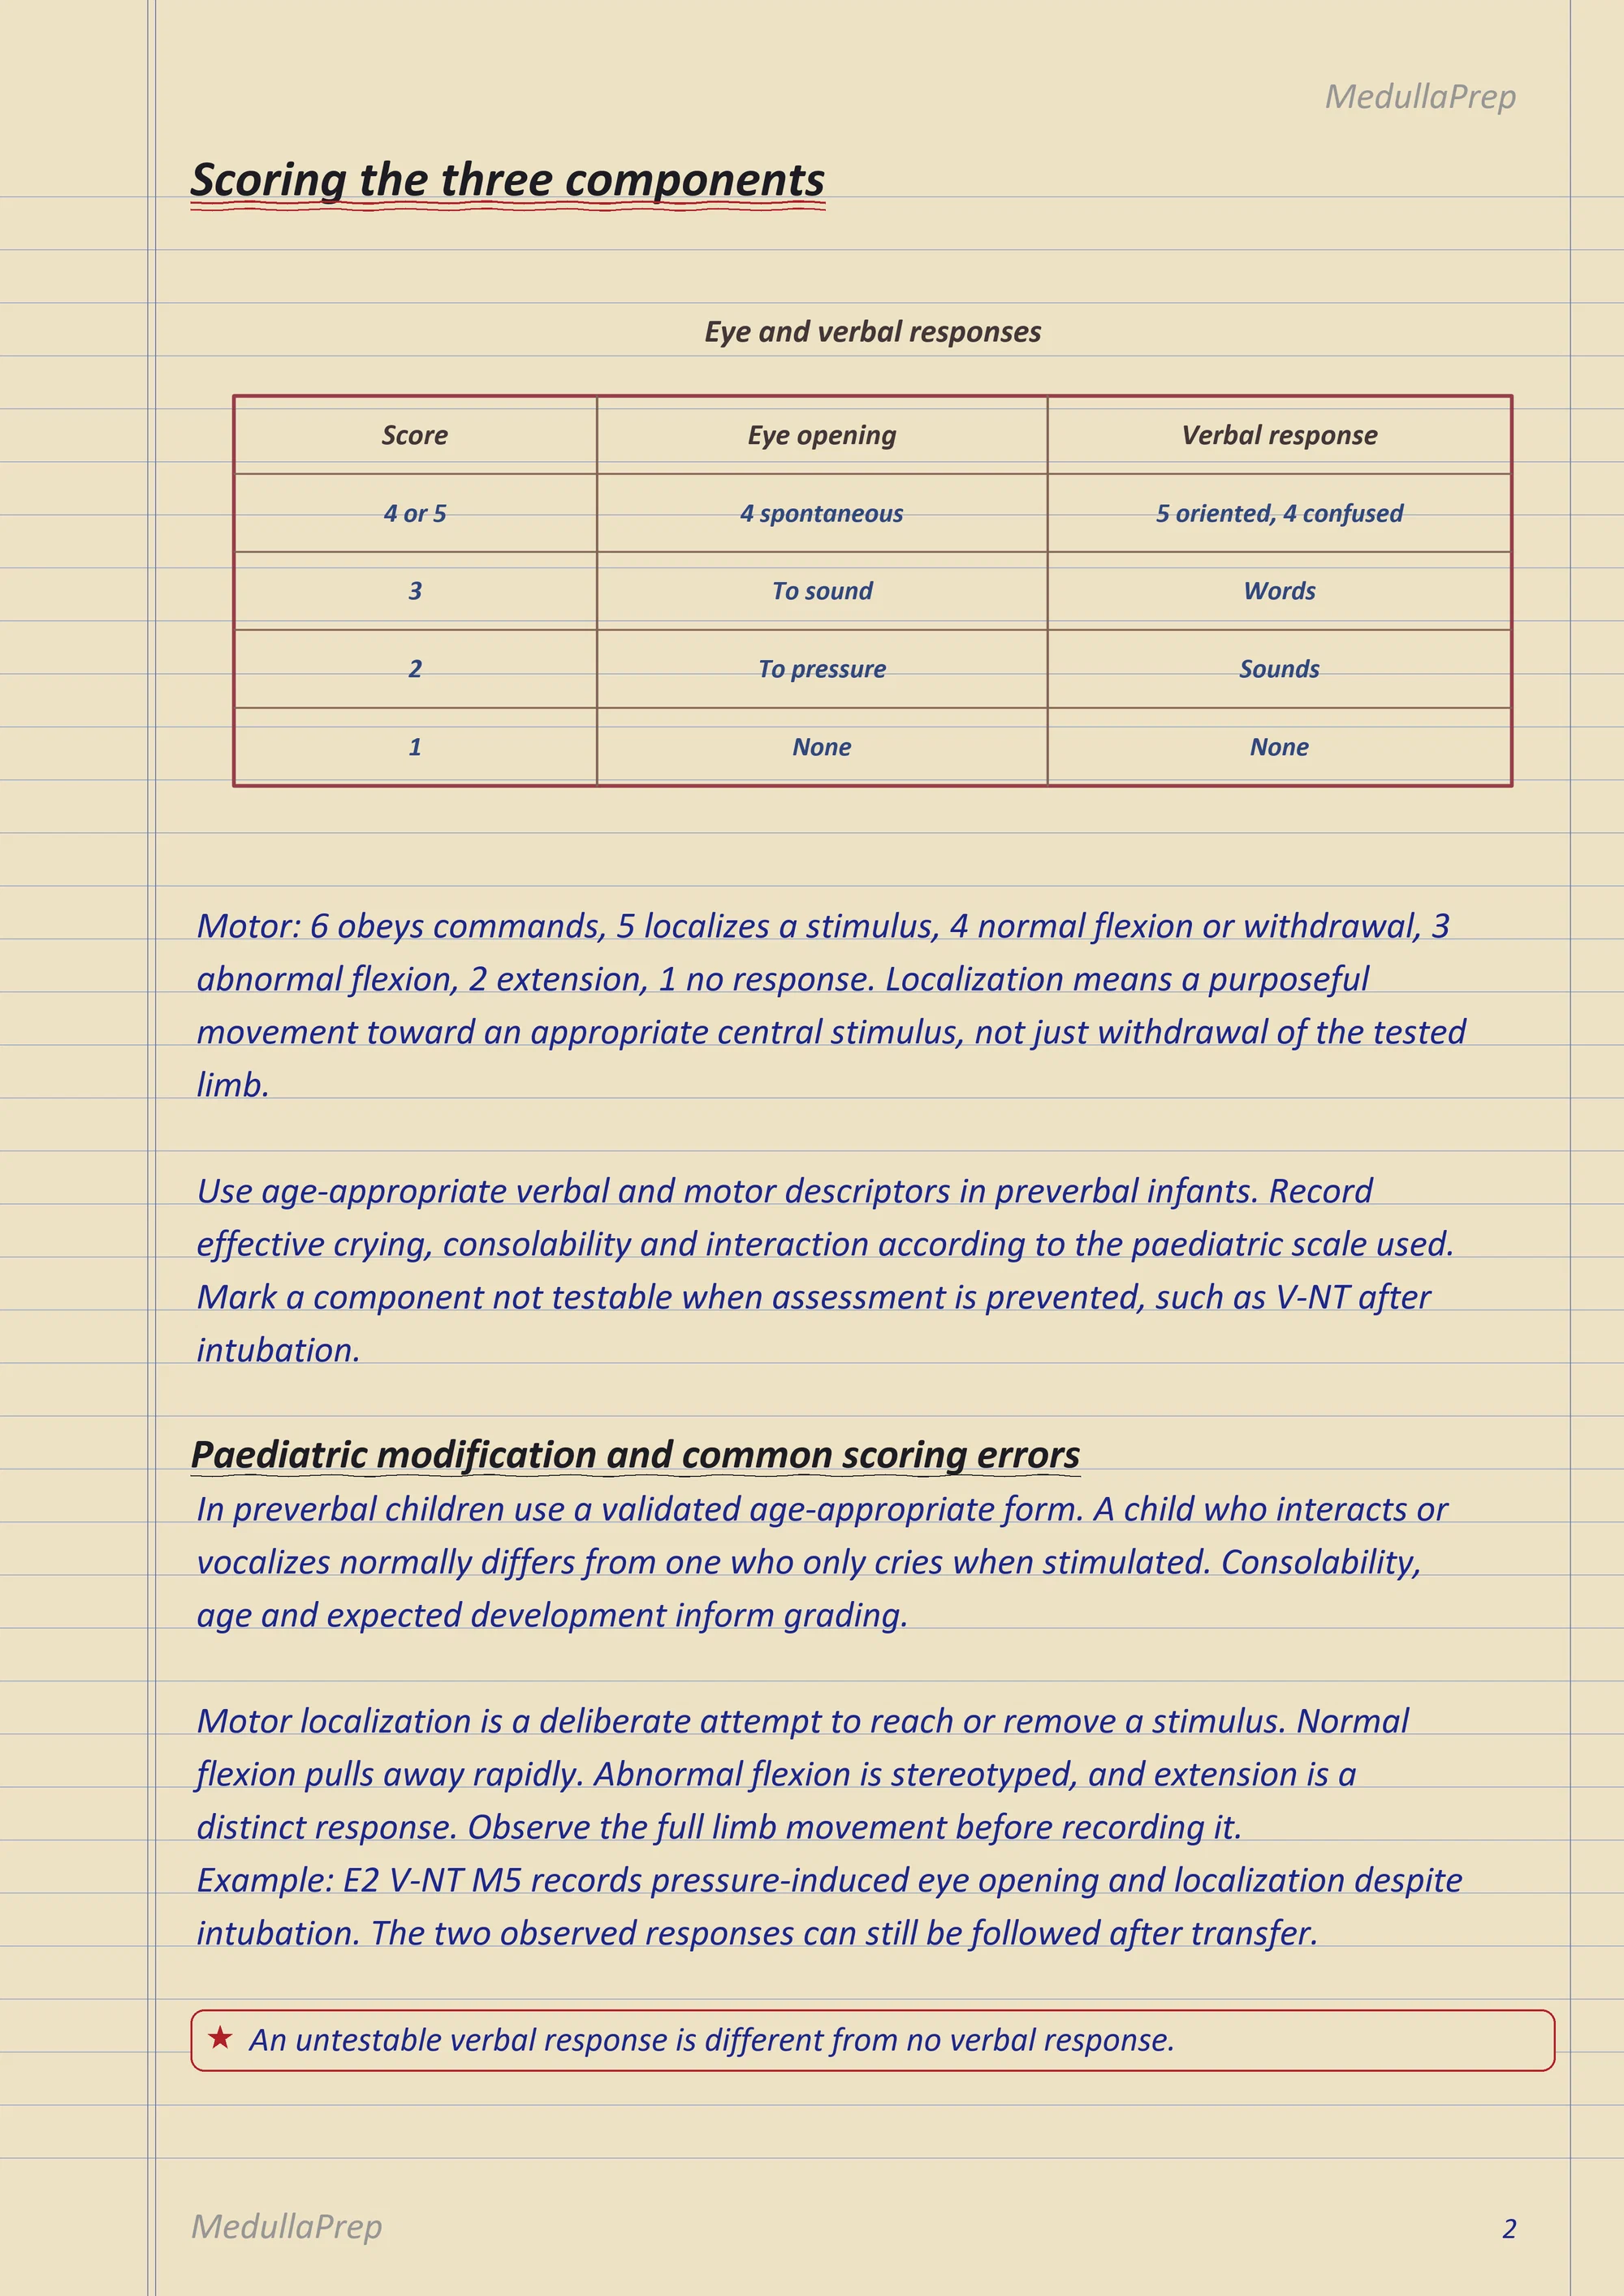 MedullaPrep
Scoring the three components
Eye and verbal responses
Score Eye opening Verbal response
4 or 5 4 spontaneous 5 oriented, 4 confused
3 To sound Words
2 To pressure Sounds
1 None None
Motor: 6 obeys commands, 5 localizes a stimulus, 4 normal flexion or withdrawal, 3
abnormal flexion, 2 extension, 1 no response. Localization means a purposeful
movement toward an appropriate central stimulus, not just withdrawal of the tested
limb.
Use age-appropriate verbal and motor descriptors in preverbal infants. Record
effective crying, consolability and interaction according to the paediatric scale used.
Mark a component not testable when assessment is prevented, such as V-NT after
intubation.
Paediatric modification and common scoring errors
In preverbal children use a validated age-appropriate form. A child who interacts or
vocalizes normally differs from one who only cries when stimulated. Consolability,
age and expected development inform grading.
Motor localization is a deliberate attempt to reach or remove a stimulus. Normal
flexion pulls away rapidly. Abnormal flexion is stereotyped, and extension is a
distinct response. Observe the full limb movement before recording it.
Example: E2 V-NT M5 records pressure-induced eye opening and localization despite
intubation. The two observed responses can still be followed after transfer.
★ An untestable verbal response is different from no verbal response.
MedullaPrep 2